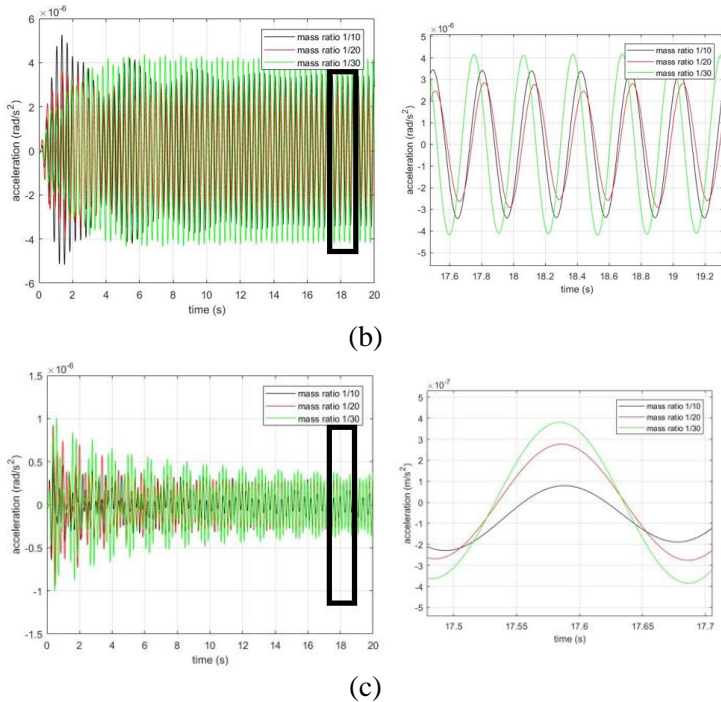 ×10⁻⁶
6
4
2
0
-2
-4
-6
acceleration (rad/s²)
mass ratio 1/10
mass ratio 1/20
mass ratio 1/30
0 2 4 6 8 10 12 14 16 18 20
time (s)
×10⁻⁶
5
4
3
2
1
0
-1
-2
-3
-4
-5
acceleration (rad/s²)
mass ratio 1/10
mass ratio 1/20
mass ratio 1/30
17.6 17.8 18 18.2 18.4 18.6 18.8 19 19.2
time (s)
(b)
×10⁻⁶
1.5
1
0.5
0
-0.5
-1
-1.5
acceleration (rad/s²)
mass ratio 1/10
mass ratio 1/20
mass ratio 1/30
0 2 4 6 8 10 12 14 16 18 20
time (s)
×10⁻⁷
5
4
3
2
1
0
-1
-2
-3
-4
-5
acceleration (m/s²)
mass ratio 1/10
mass ratio 1/20
mass ratio 1/30
17.5 17.55 17.6 17.65 17.7
time (s)
(c)